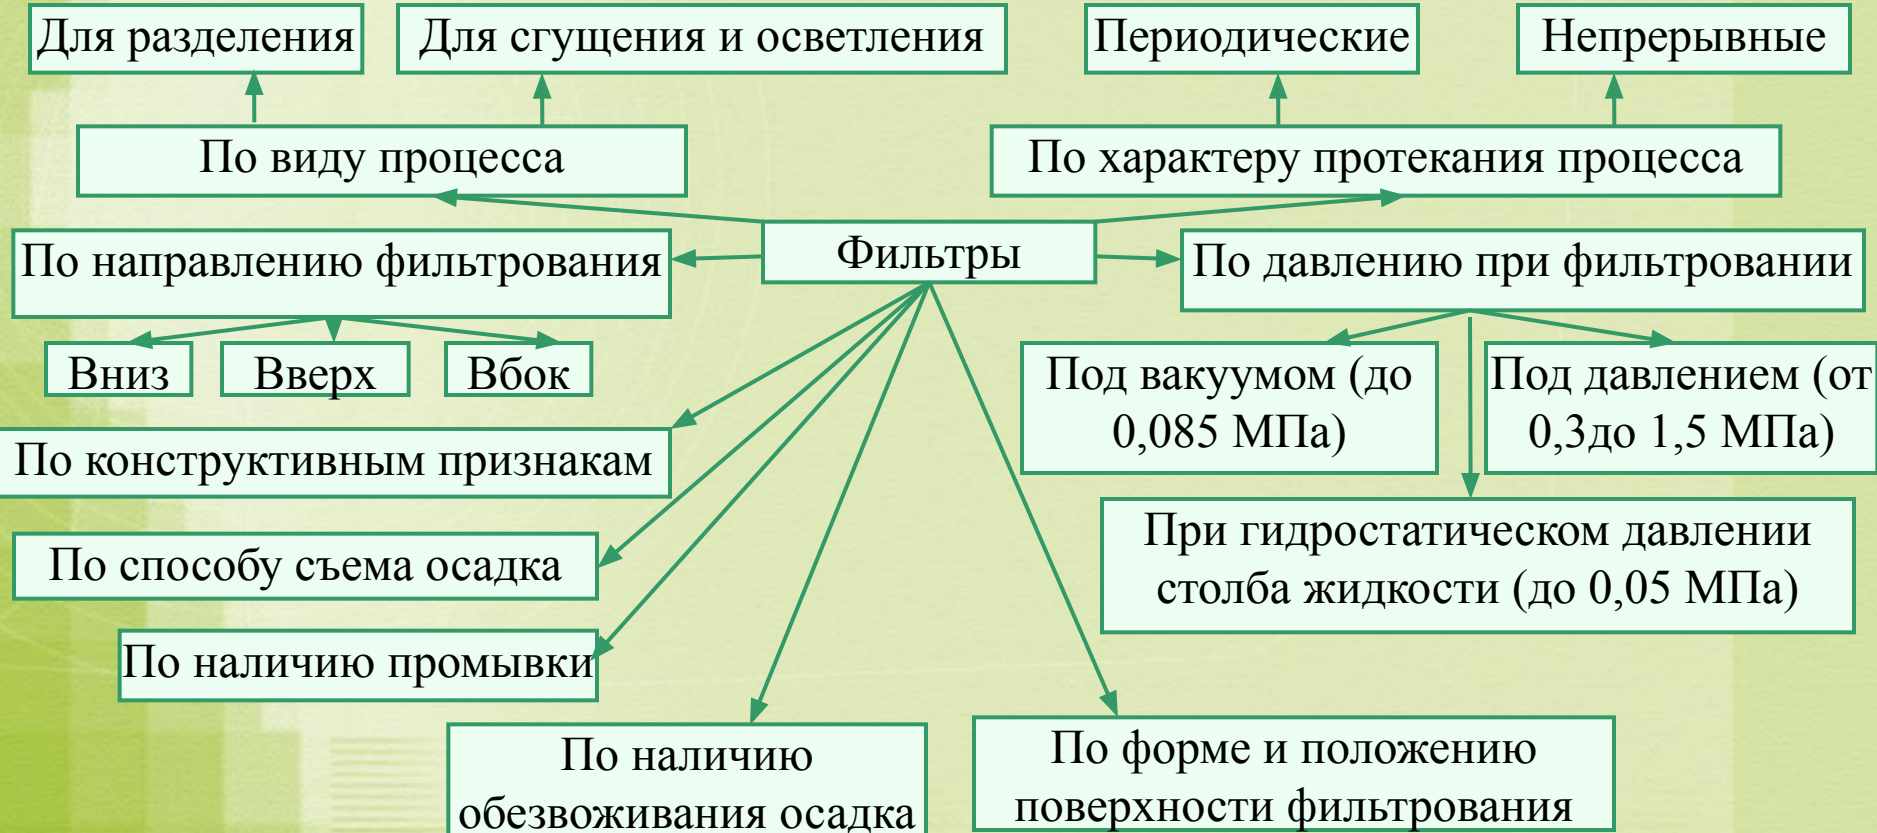 Для разделения
Для сгущения и осветления
Периодические
Непрерывные
По виду процесса
По характеру протекания процесса
Фильтры
По направлению фильтрования
По давлению при фильтровании
Вниз
Вверх
Вбок
Под вакуумом (до
0,085 МПа)
Под давлением (от
0,3до 1,5 МПа)
По конструктивным признакам
При гидростатическом давлении
столба жидкости (до 0,05 МПа)
По способу съема осадка
По наличию промывки
По наличию
обезвоживания осадка
По форме и положению
поверхности фильтрования